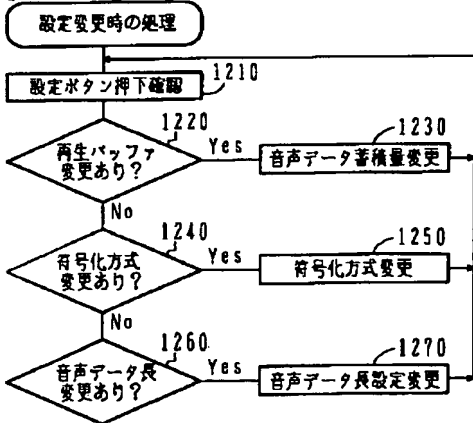 設定変更時の処理
設定ボタン押下確認
1210
再生バッファ
変更あり?
1220
Yes
音声データ蓄積量変更
1230
No
符号化方式
変更あり?
1240
Yes
符号化方式変更
1250
No
音声データ長
変更あり?
1260
Yes
音声データ長設定変更
1270